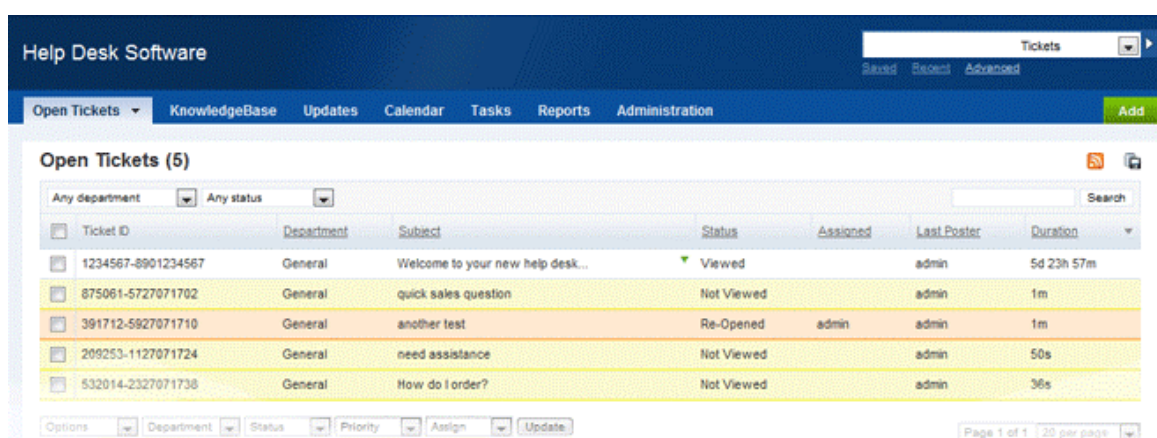 Help Desk Software
Tickets
Saved Recent Advanced
Open Tickets KnowledgeBase Updates Calendar Tasks Reports Administration Add
Open Tickets (5)
Any department Any status Search
Ticket ID Department Subject Status Assigned Last Poster Duration
1234567-8901234567 General Welcome to your new help desk... Viewed admin 5d 23h 57m
875061-5727071702 General quick sales question Not Viewed admin 1m
391712-5927071710 General another test Re-Opened admin admin 1m
209253-1127071724 General need assistance Not Viewed admin 50s
532014-2327071738 General How do I order? Not Viewed admin 36s
Options Department Status Priority Assign Update Page 1 of 1 20 per page